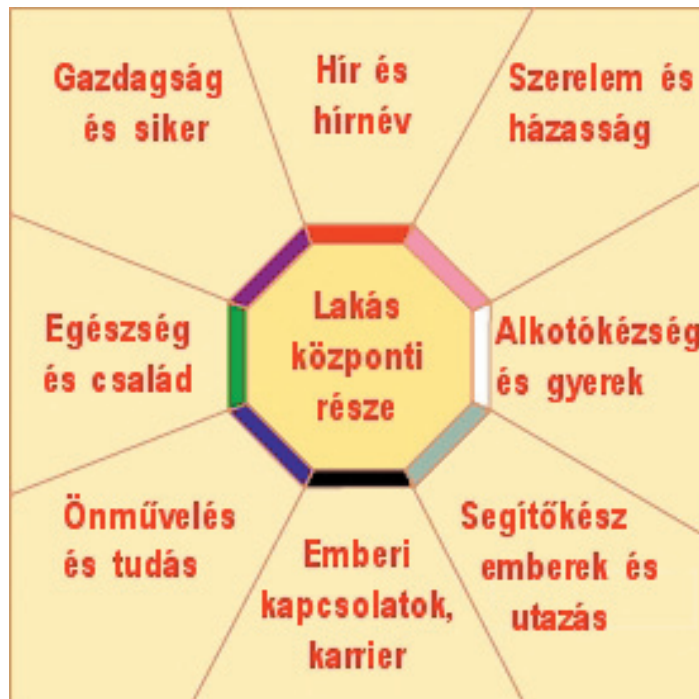 Gazdagság
és siker
Hír és
hírnév
Szerelem és
házasság
Egészség
és család
Lakás
központi
része
Alkotókézség
és gyerek
Önművelés
és tudás
Emberi
kapcsolatok,
karrier
Segítőkész
emberek és
utazás